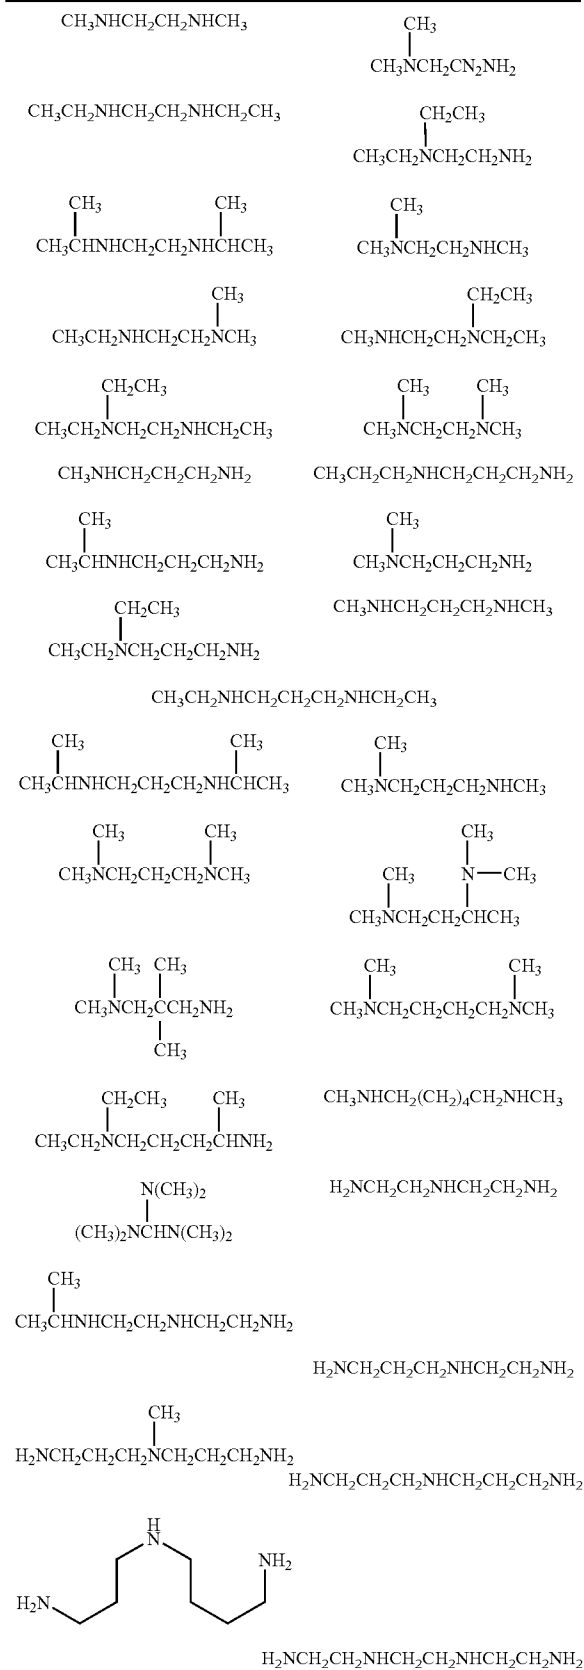 CH3NHCH2CH2NHCH3
CH3
CH3NCH2CN2NH2
CH3CH2NHCH2CH2NHCH2CH3
CH2CH3
CH3CH2NCH2CH2NH2
CH3 CH3
CH3CHNHCH2CH2NHCHCH3
CH3
CH3NCH2CH2NHCH3
CH3
CH3CH2NHCH2CH2NCH3
CH2CH3
CH3NHCH2CH2NCH2CH3
CH2CH3
CH3CH2NCH2CH2NHCH2CH3
CH3 CH3
CH3NCH2CH2NCH3
CH3NHCH2CH2CH2NH2
CH3CH2CH2NHCH2CH2CH2NH2
CH3
CH3CHNHCH2CH2CH2NH2
CH3
CH3NCH2CH2CH2NH2
CH2CH3
CH3CH2NCH2CH2CH2NH2
CH3NHCH2CH2CH2NHCH3
CH3CH2NHCH2CH2CH2NHCH2CH3
CH3 CH3
CH3CHNHCH2CH2CH2NHCHCH3
CH3
CH3NCH2CH2CH2NHCH3
CH3 CH3
CH3NCH2CH2CH2NCH3
CH3
CH3 N CH3
CH3NCH2CH2CHCH3
CH3 CH3
CH3NCH2CCH2NH2
CH3
CH3 CH3
CH3NCH2CH2CH2CH2NCH3
CH2CH3 CH3
CH3CH2NCH2CH2CH2CHNH2
CH3NHCH2(CH2)4CH2NHCH3
N(CH3)2
(CH3)2NCHN(CH3)2
H2NCH2CH2NHCH2CH2NH2
CH3
CH3CHNHCH2CH2NHCH2CH2NH2
H2NCH2CH2CH2NHCH2CH2NH2
CH3
H2NCH2CH2CH2NCH2CH2CH2NH2
H2NCH2CH2CH2NHCH2CH2CH2NH2
H
N
NH2
H2N
H2NCH2CH2NHCH2CH2NHCH2CH2NH2